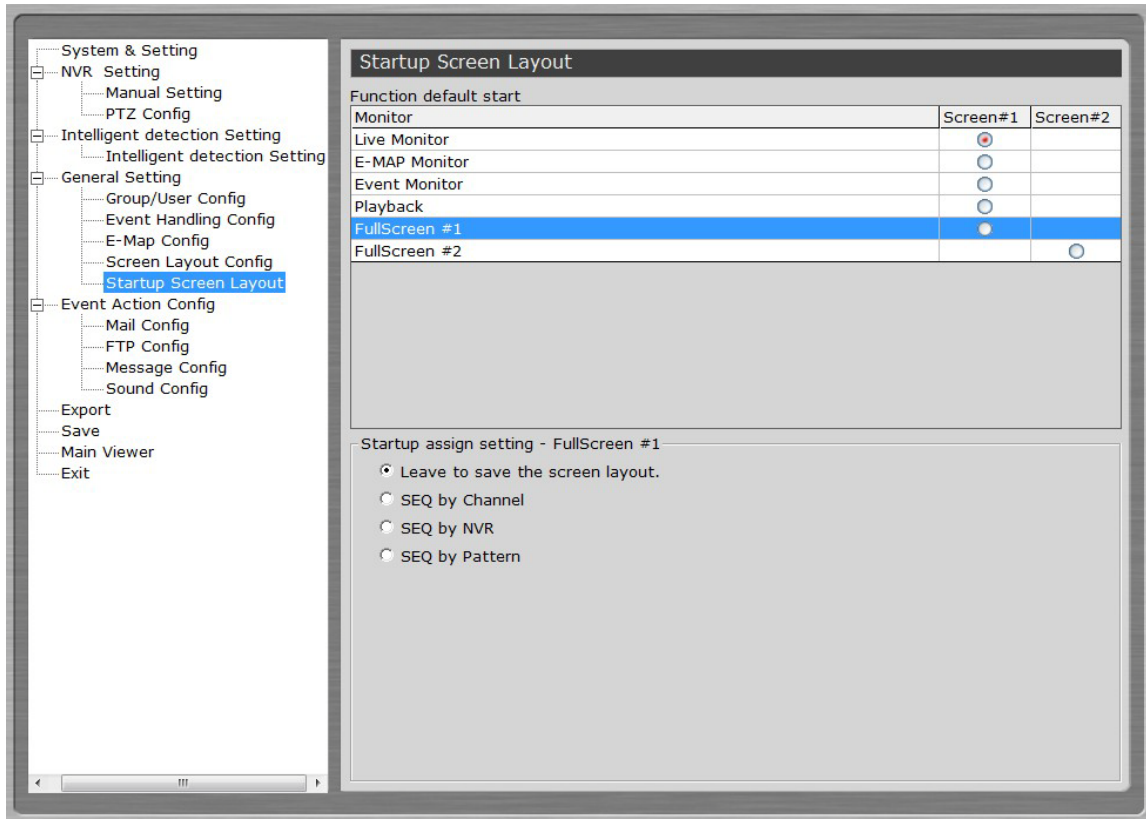 System & Setting
NVR Setting
Manual Setting
PTZ Config
Intelligent detection Setting
Intelligent detection Setting
General Setting
Group/User Config
Event Handling Config
E-Map Config
Screen Layout Config
Startup Screen Layout
Event Action Config
Mail Config
FTP Config
Message Config
Sound Config
Export
Save
Main Viewer
Exit
Startup Screen Layout
Function default start
Monitor Screen#1 Screen#2
Live Monitor
E-MAP Monitor
Event Monitor
Playback
FullScreen #1
FullScreen #2
Startup assign setting - FullScreen #1
Leave to save the screen layout.
SEQ by Channel
SEQ by NVR
SEQ by Pattern